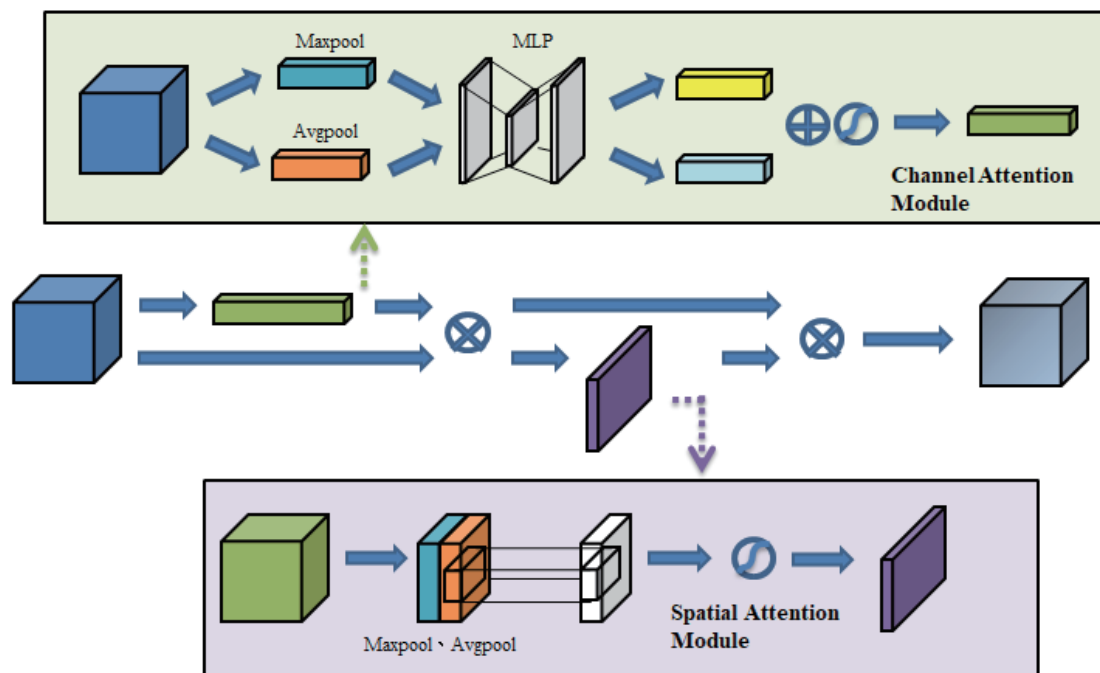 Maxpool
MLP
Avgpool
Channel Attention
Module
Spatial Attention
Module
Maxpool、Avgpool